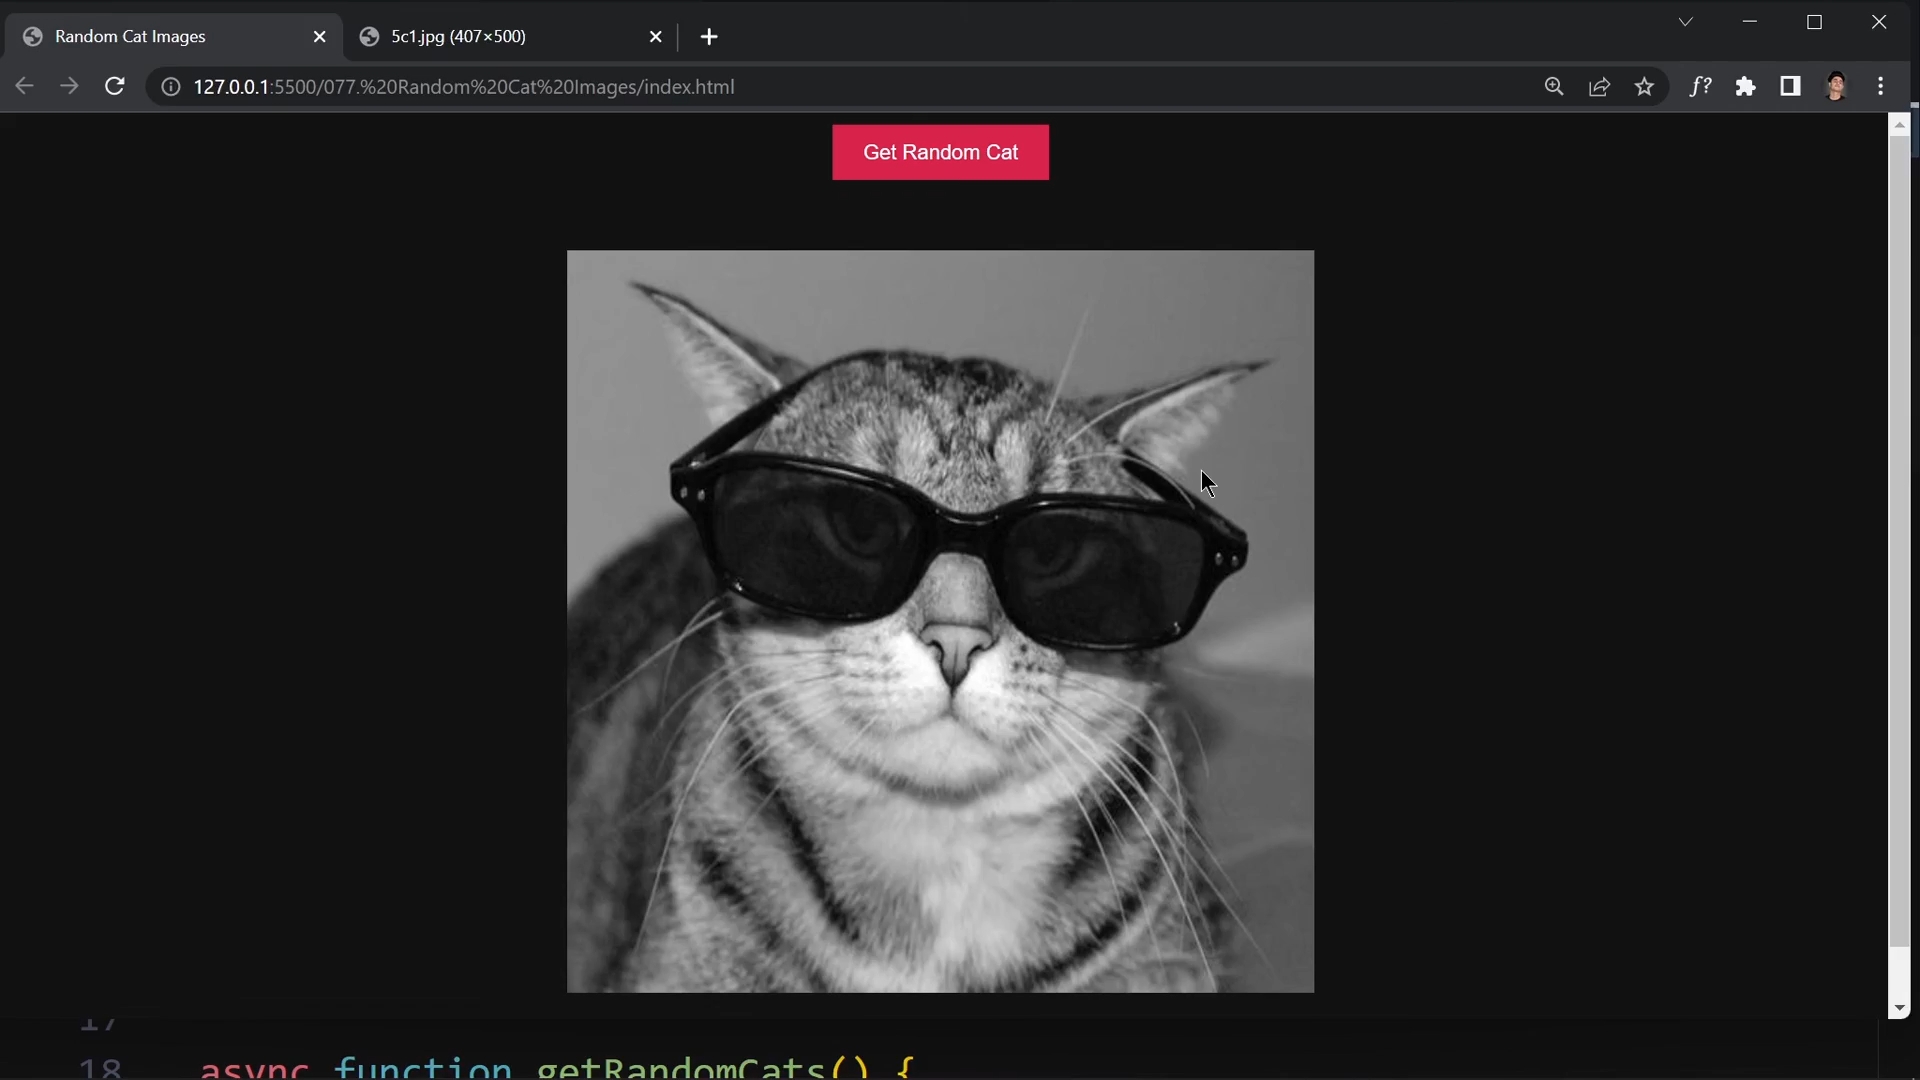 Random Cat Images
5c1.jpg (407×500)
127.0.0.1:5500/077.%20Random%20Cat%20Images/index.html
f?
Get Random Cat
17
18 async function getRandomCats() {